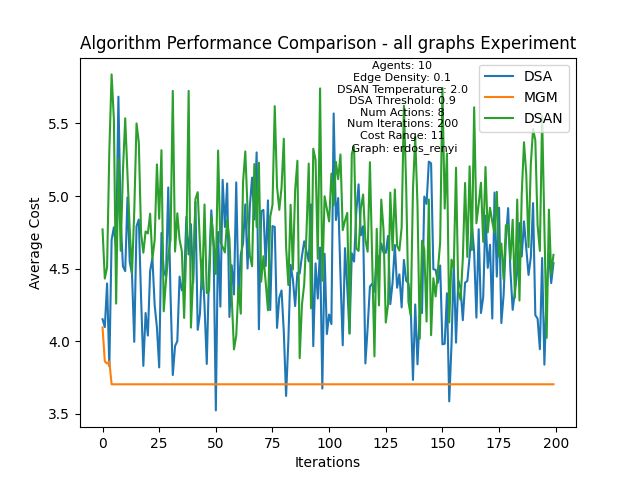 Algorithm Performance Comparison - all graphs Experiment
Agents: 10
Edge Density: 0.1
DSAN Temperature: 2.0
DSA Threshold: 0.9
Num Actions: 8
Num Iterations: 200
Cost Range: 11
Graph: erdos_renyi
DSA
MGM
DSAN
Average Cost
5.5
5.0
4.5
4.0
3.5
0 25 50 75 100 125 150 175 200
Iterations